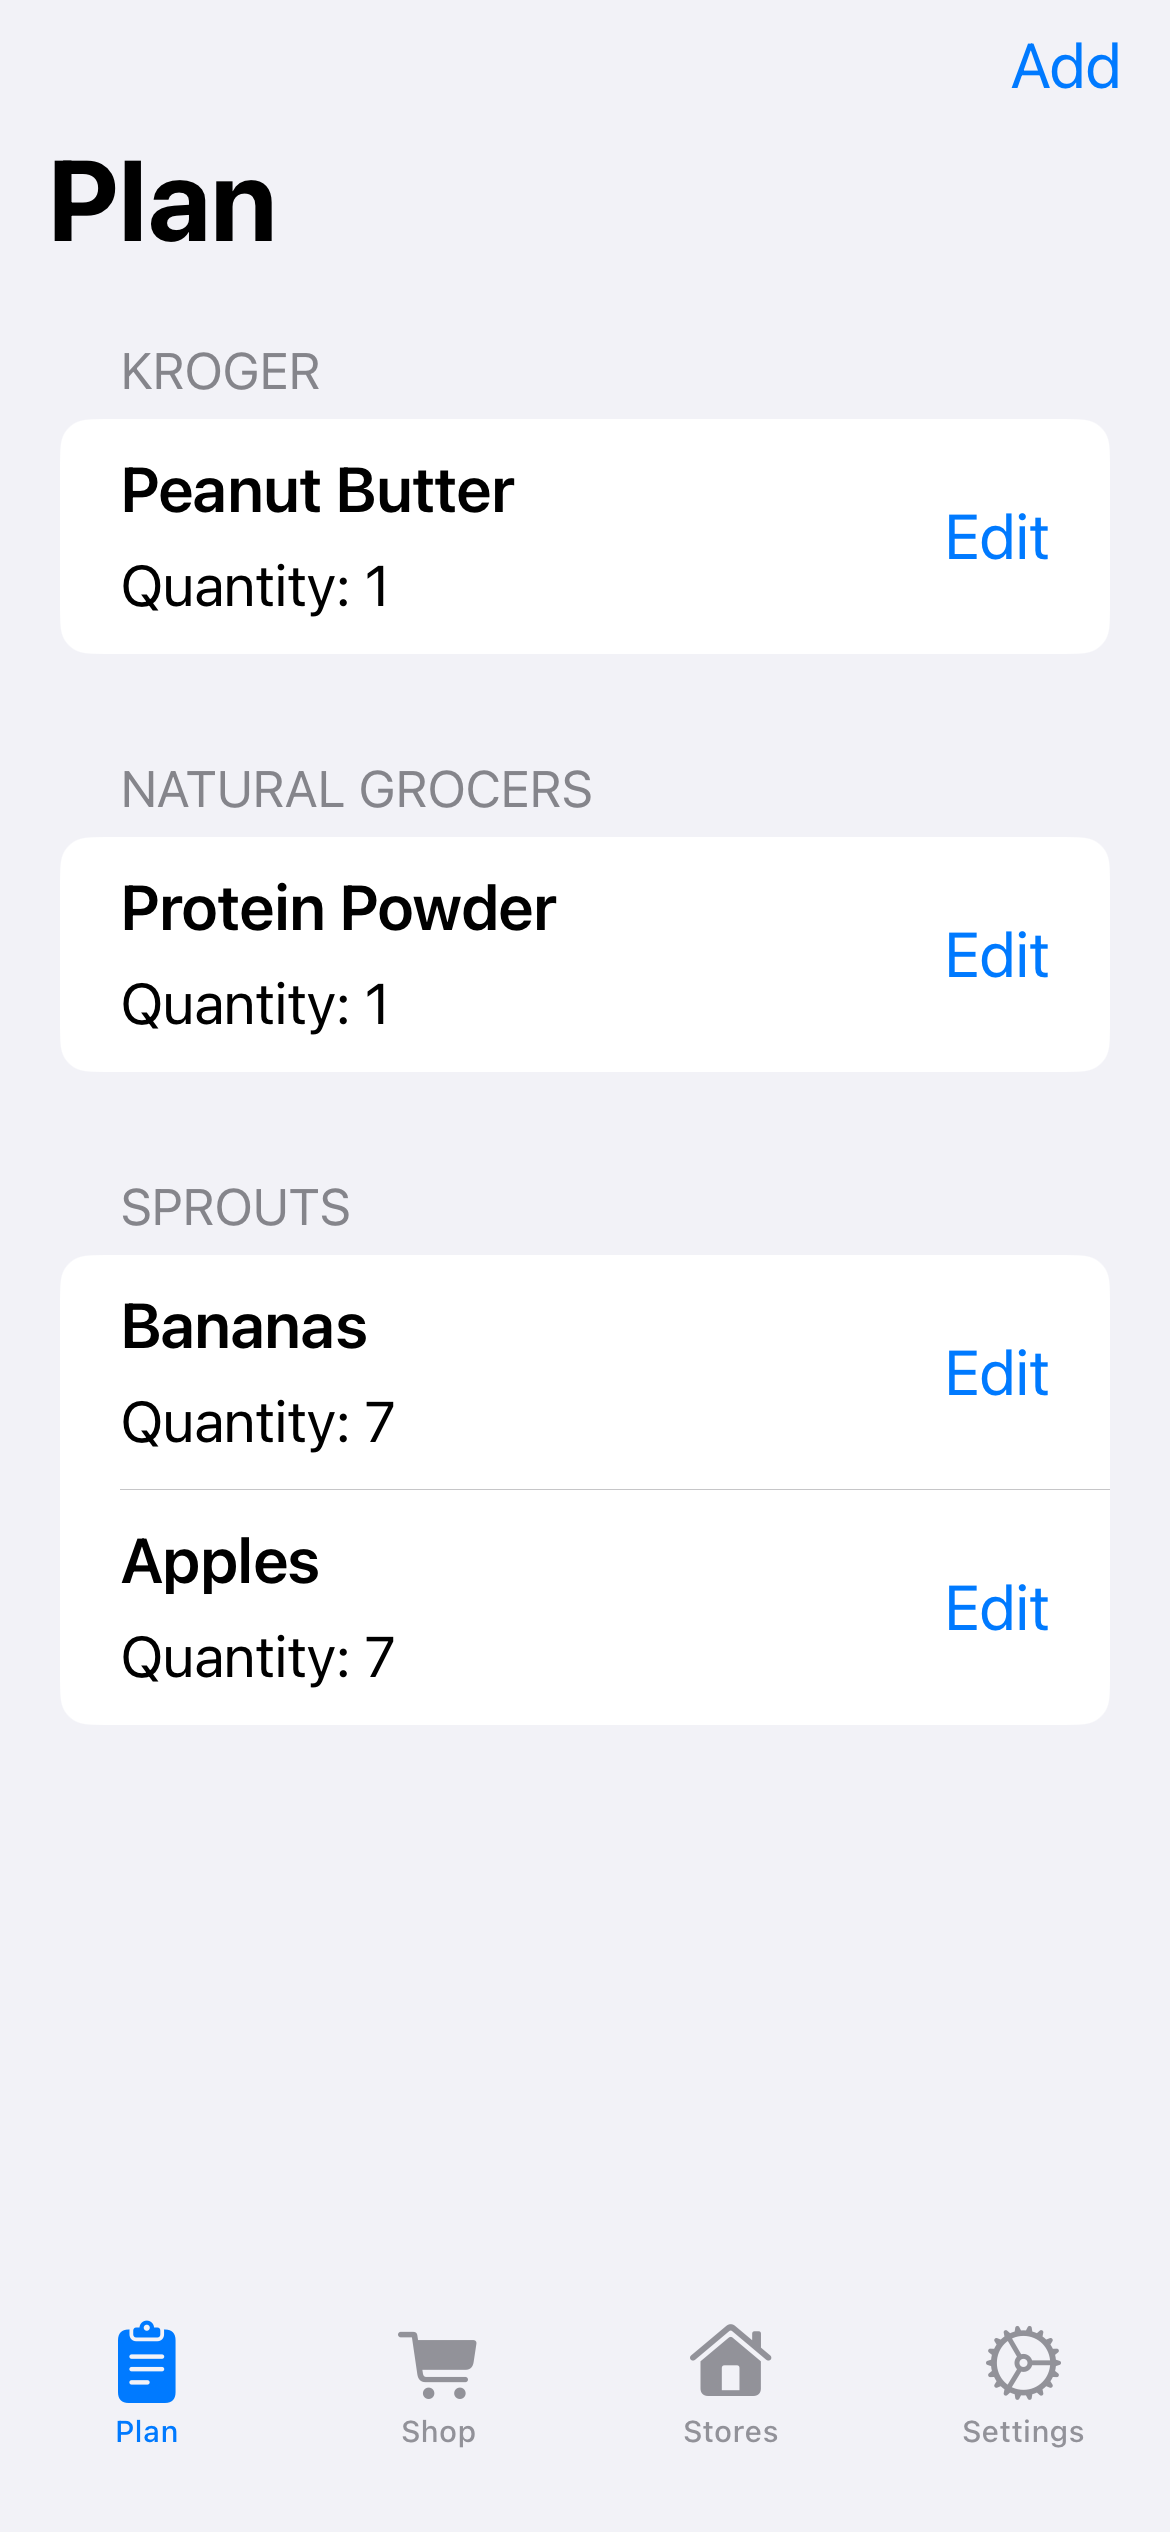 Add
Plan
KROGER
Peanut Butter
Edit
Quantity: 1
NATURAL GROCERS
Protein Powder
Edit
Quantity: 1
SPROUTS
Bananas
Edit
Quantity: 7
Apples
Edit
Quantity: 7
Plan Shop Stores Settings